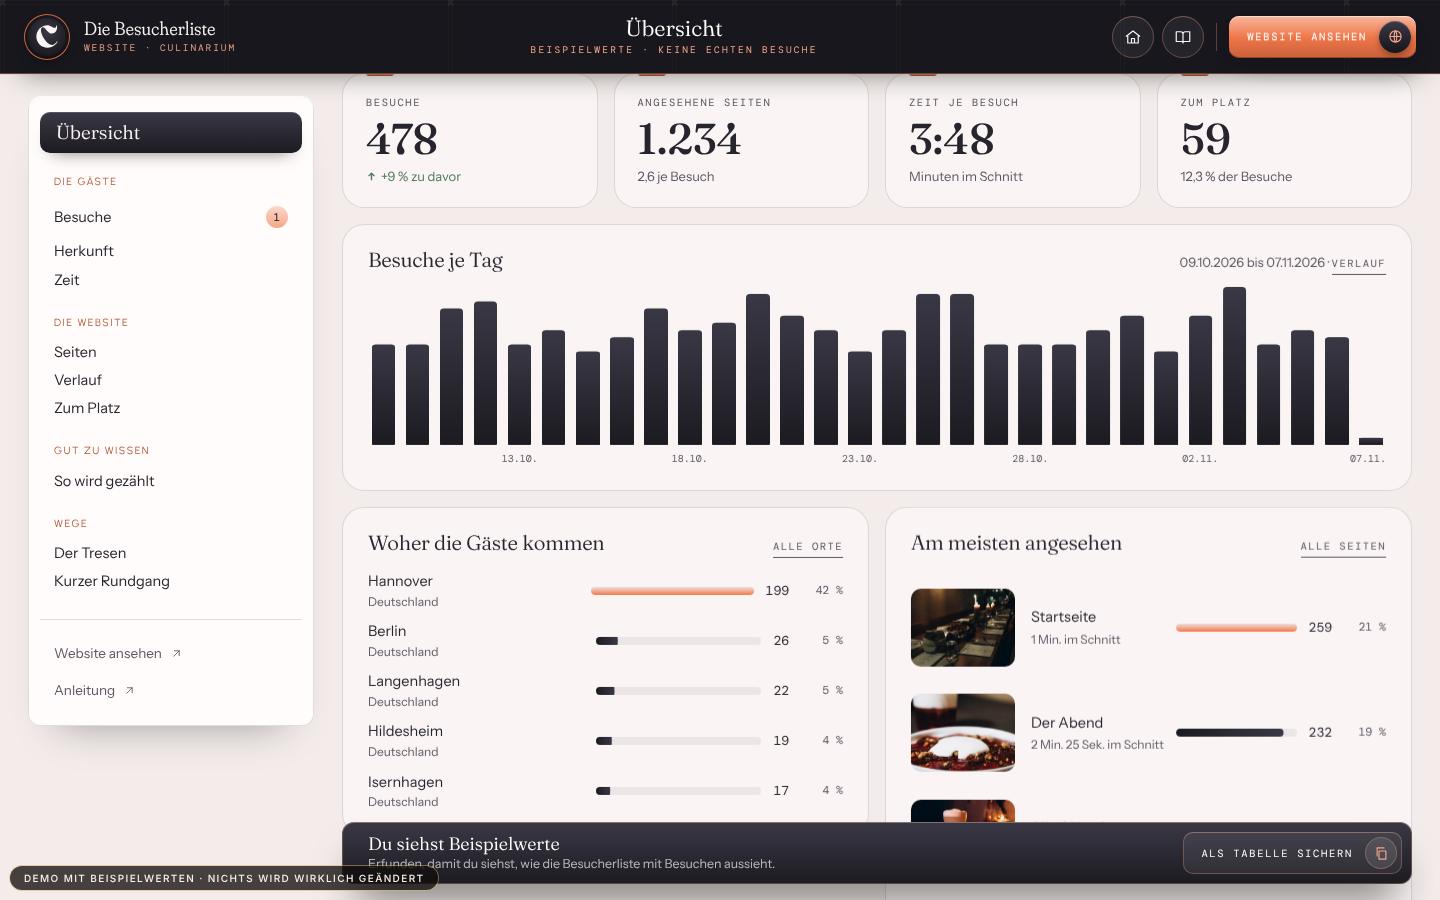 Die Besucherliste
WEBSITE · CULINARIUM
Übersicht
BEISPIELWERTE · KEINE ECHTEN BESUCHE
WEBSITE ANSEHEN
Übersicht
DIE GÄSTE
Besuche
1
Herkunft
Zeit
DIE WEBSITE
Seiten
Verlauf
Zum Platz
GUT ZU WISSEN
So wird gezählt
WEGE
Der Tresen
Kurzer Rundgang
Website ansehen
Anleitung
BESUCHE
478
+9 % zu davor
ANGESEHENE SEITEN
1.234
2,6 je Besuch
ZEIT JE BESUCH
3:48
Minuten im Schnitt
ZUM PLATZ
59
12,3 % der Besuche
Besuche je Tag
09.10.2026 bis 07.11.2026 · VERLAUF
13.10. 18.10. 23.10. 28.10. 02.11. 07.11.
Woher die Gäste kommen
ALLE ORTE
Hannover 199 42 %
Deutschland
Berlin 26 5 %
Deutschland
Langenhagen 22 5 %
Deutschland
Hildesheim 19 4 %
Deutschland
Isernhagen 17 4 %
Deutschland
Am meisten angesehen
ALLE SEITEN
Startseite 259 21 %
1 Min. im Schnitt
Der Abend 232 19 %
2 Min. 25 Sek. im Schnitt
Du siehst Beispielwerte
Erfunden, damit du siehst, wie die Besucherliste mit Besuchen aussieht.
ALS TABELLE SICHERN
DEMO MIT BEISPIELWERTEN · NICHTS WIRD WIRKLICH GEÄNDERT